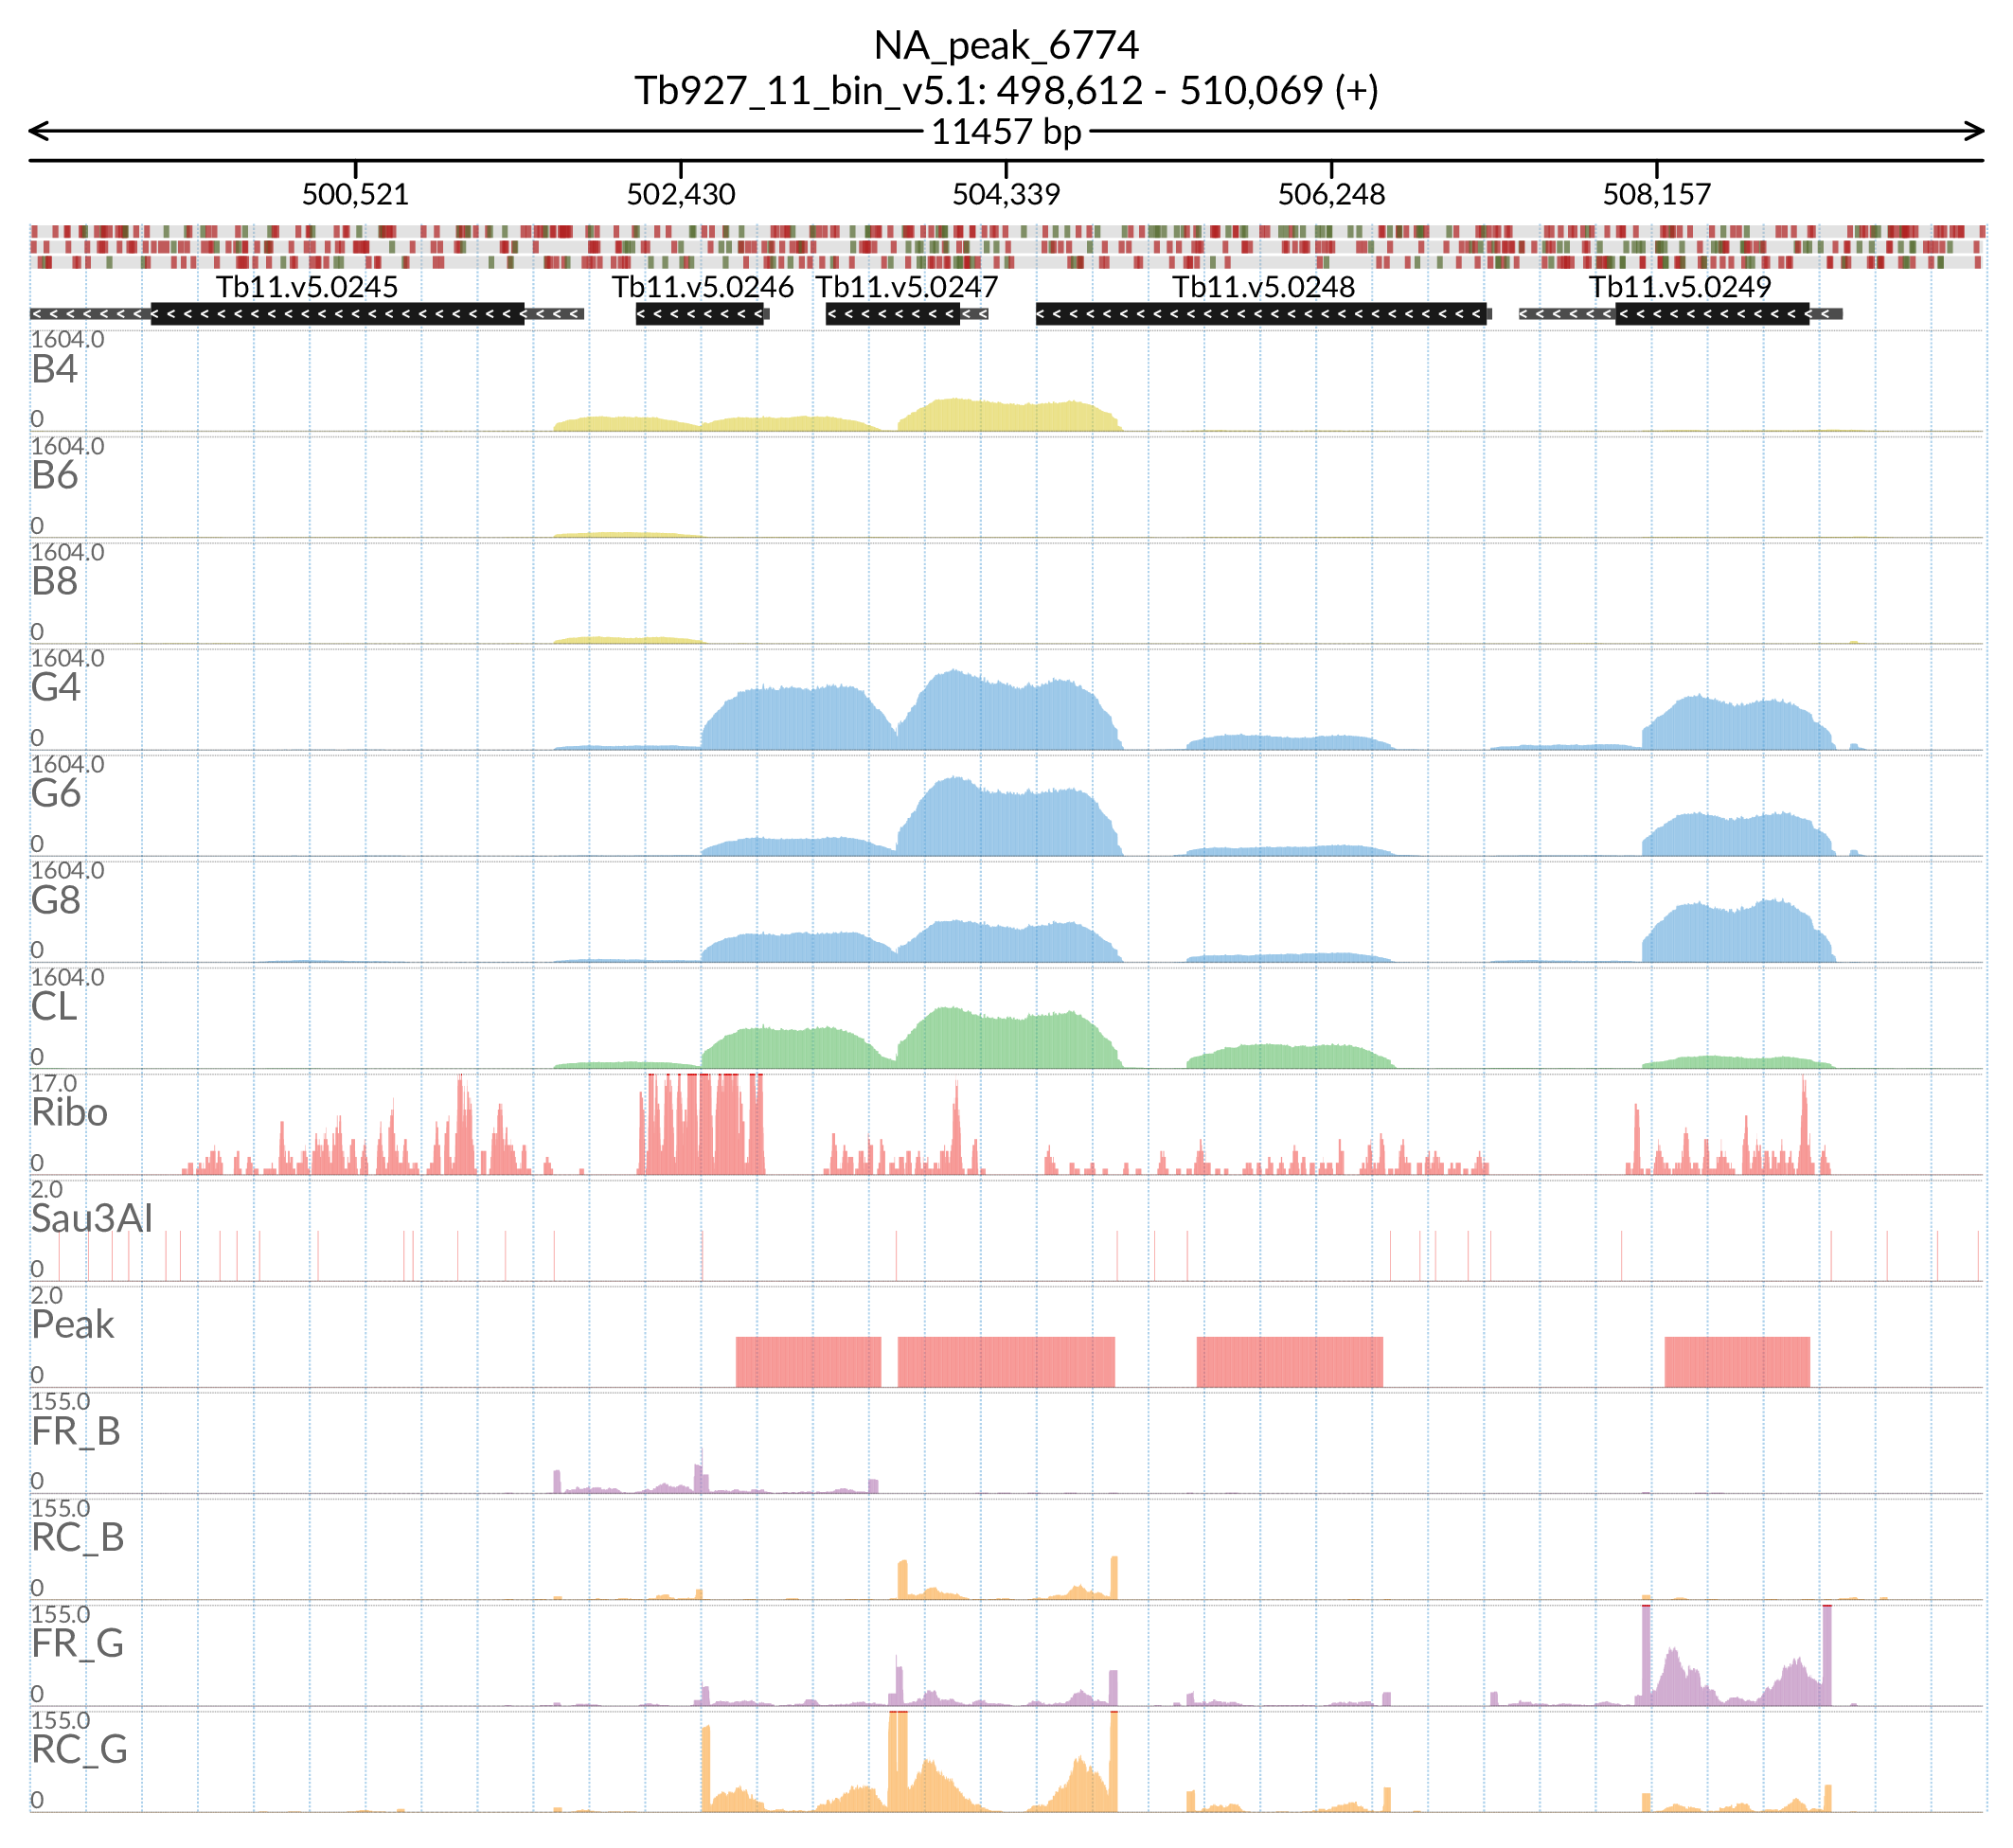 NA_peak_6774
Tb927_11_bin_v5.1: 498,612 - 510,069 (+)
11457 bp
500,521 502,430 504,339 506,248 508,157
Tb11.v5.0245 Tb11.v5.0246 Tb11.v5.0247 Tb11.v5.0248 Tb11.v5.0249
1604.0
B4
0
1604.0
B6
0
1604.0
B8
0
1604.0
G4
0
1604.0
G6
0
1604.0
G8
0
1604.0
CL
0
17.0
Ribo
0
2.0
Sau3AI
0
2.0
Peak
0
155.0
FR_B
0
155.0
RC_B
0
155.0
FR_G
0
155.0
RC_G
0